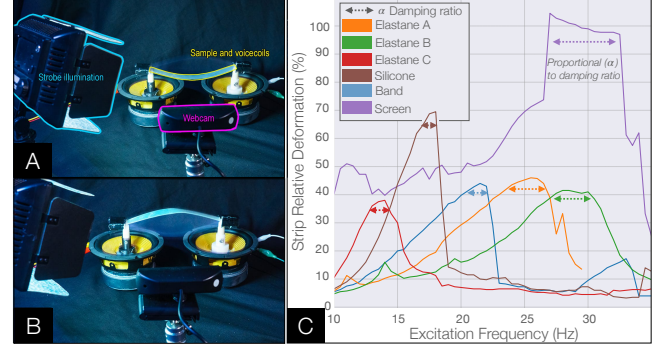 Strobe illumination
Sample and voicecoils
Webcam
A
B
C
α Damping ratio
Elastane A
Elastane B
Elastane C
Silicone
Band
Screen
Proportional (α)
to damping ratio
Strip Relative Deformation (%)
100
80
70
60
50
40
30
20
10
0
10
15
20
25
30
Excitation Frequency (Hz)